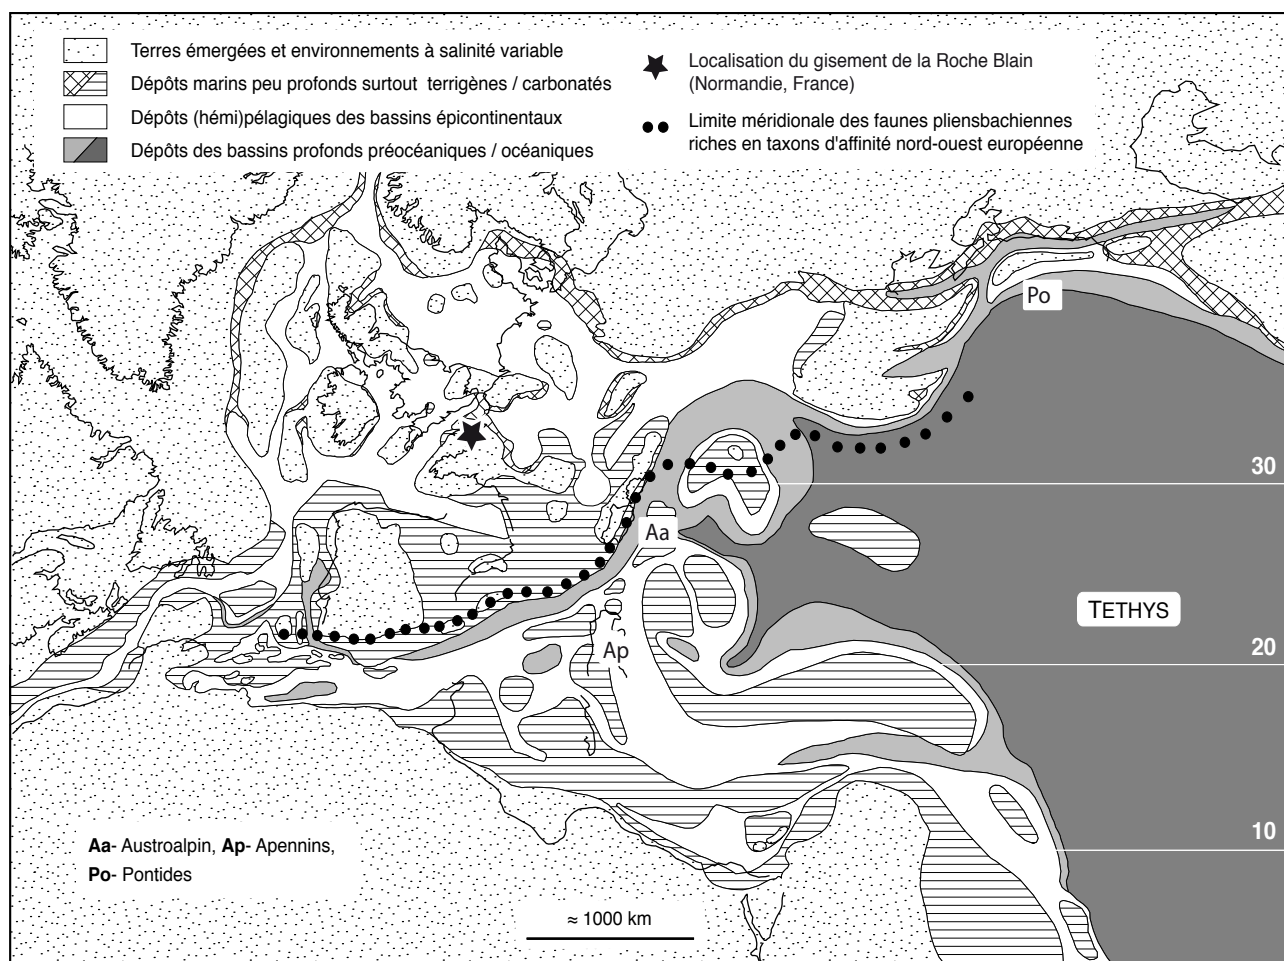 Terres émergées et environnements à salinité variable
Dépôts marins peu profonds surtout terrigènes / carbonatés
Dépôts (hémi)pélagiques des bassins épicontinentaux
Dépôts des bassins profonds préocéaniques / océaniques
Localisation du gisement de la Roche Blain
(Normandie, France)
Limite méridionale des faunes pliensbachiennes
riches en taxons d'affinité nord-ouest européenne
Po
30
Aa
TETHYS
Ap
20
10
Aa- Austroalpin, Ap- Apennins,
Po- Pontides
≈ 1000 km